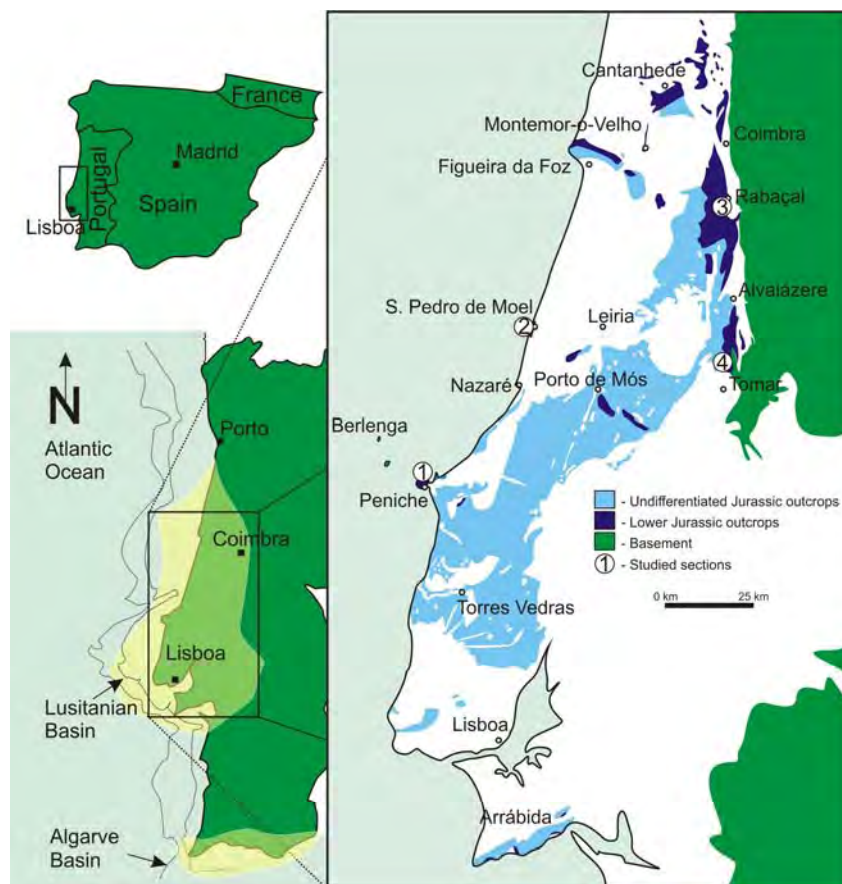 France
Madrid
Portugal
Spain
Lisboa
N
Atlantic
Ocean
Porto
Coimbra
Lisboa
Lusitanian
Basin
Algarve
Basin
Cantanhede
Montemor-o-Velho
Coimbra
Figueira da Foz
Rabaçal
3
Alvaiázere
S. Pedro de Moel
2
Leiria
4
Nazaré
Porto de Mós
Tomar
Berlenga
1
Peniche
- Undifferentiated Jurassic outcrops
- Lower Jurassic outcrops
- Basement
1 - Studied sections
0 km 25 km
Torres Vedras
Lisboa
Arrábida